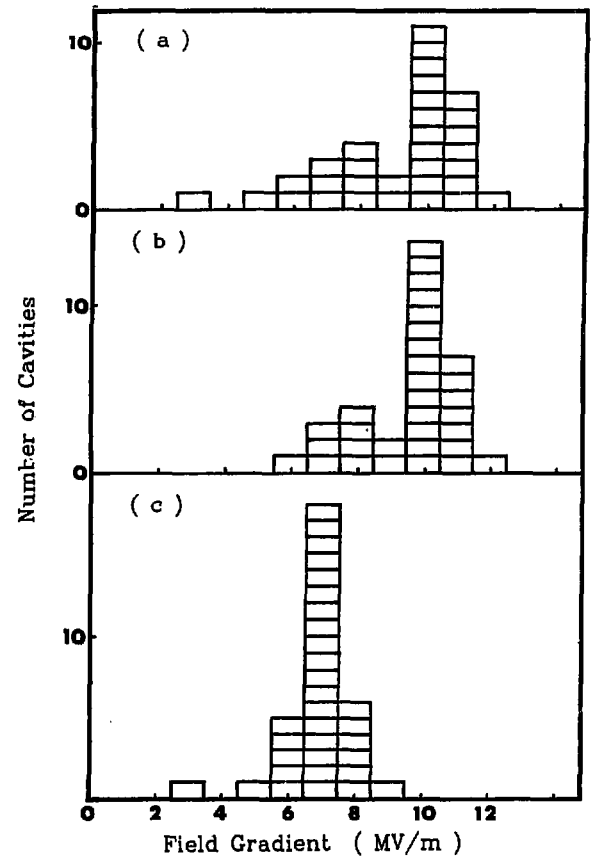 ( a )
10
0
( b )
10
0
( c )
10
0 2 4 6 8 10 12
Number of Cavities
Field Gradient ( MV/m )